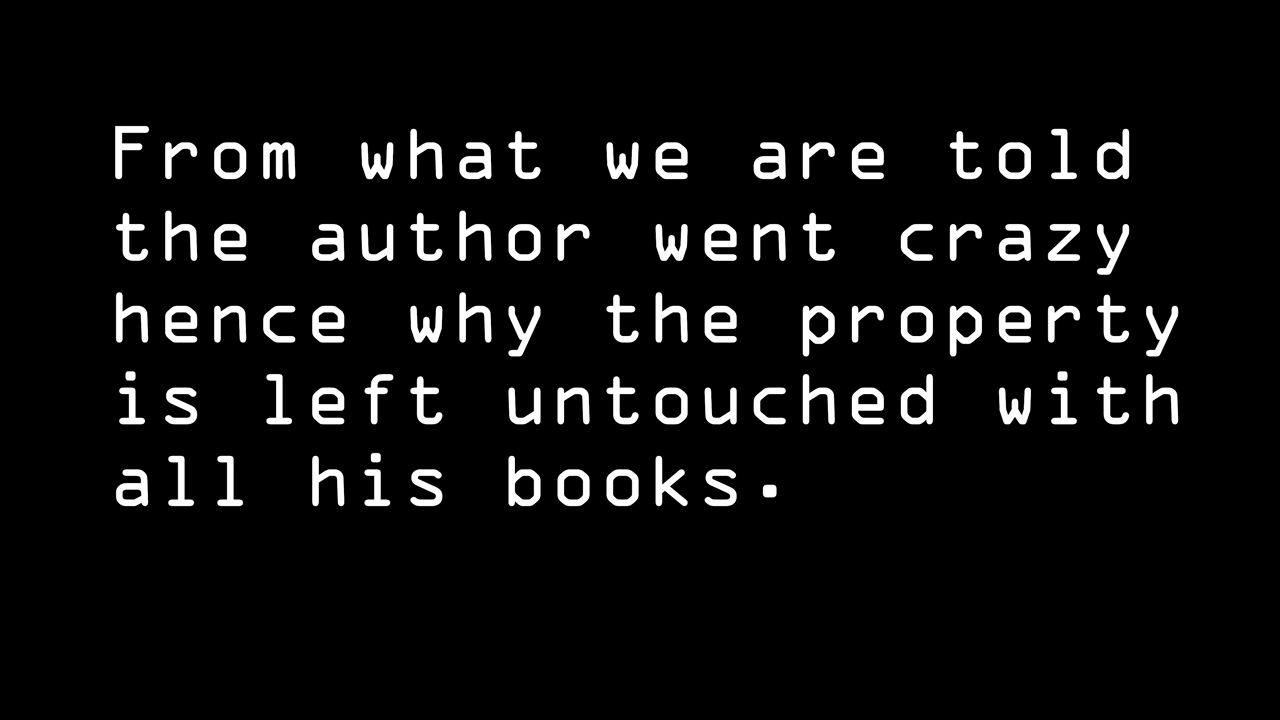 From what we are told
the author went crazy
hence why the property
is left untouched with
all his books.